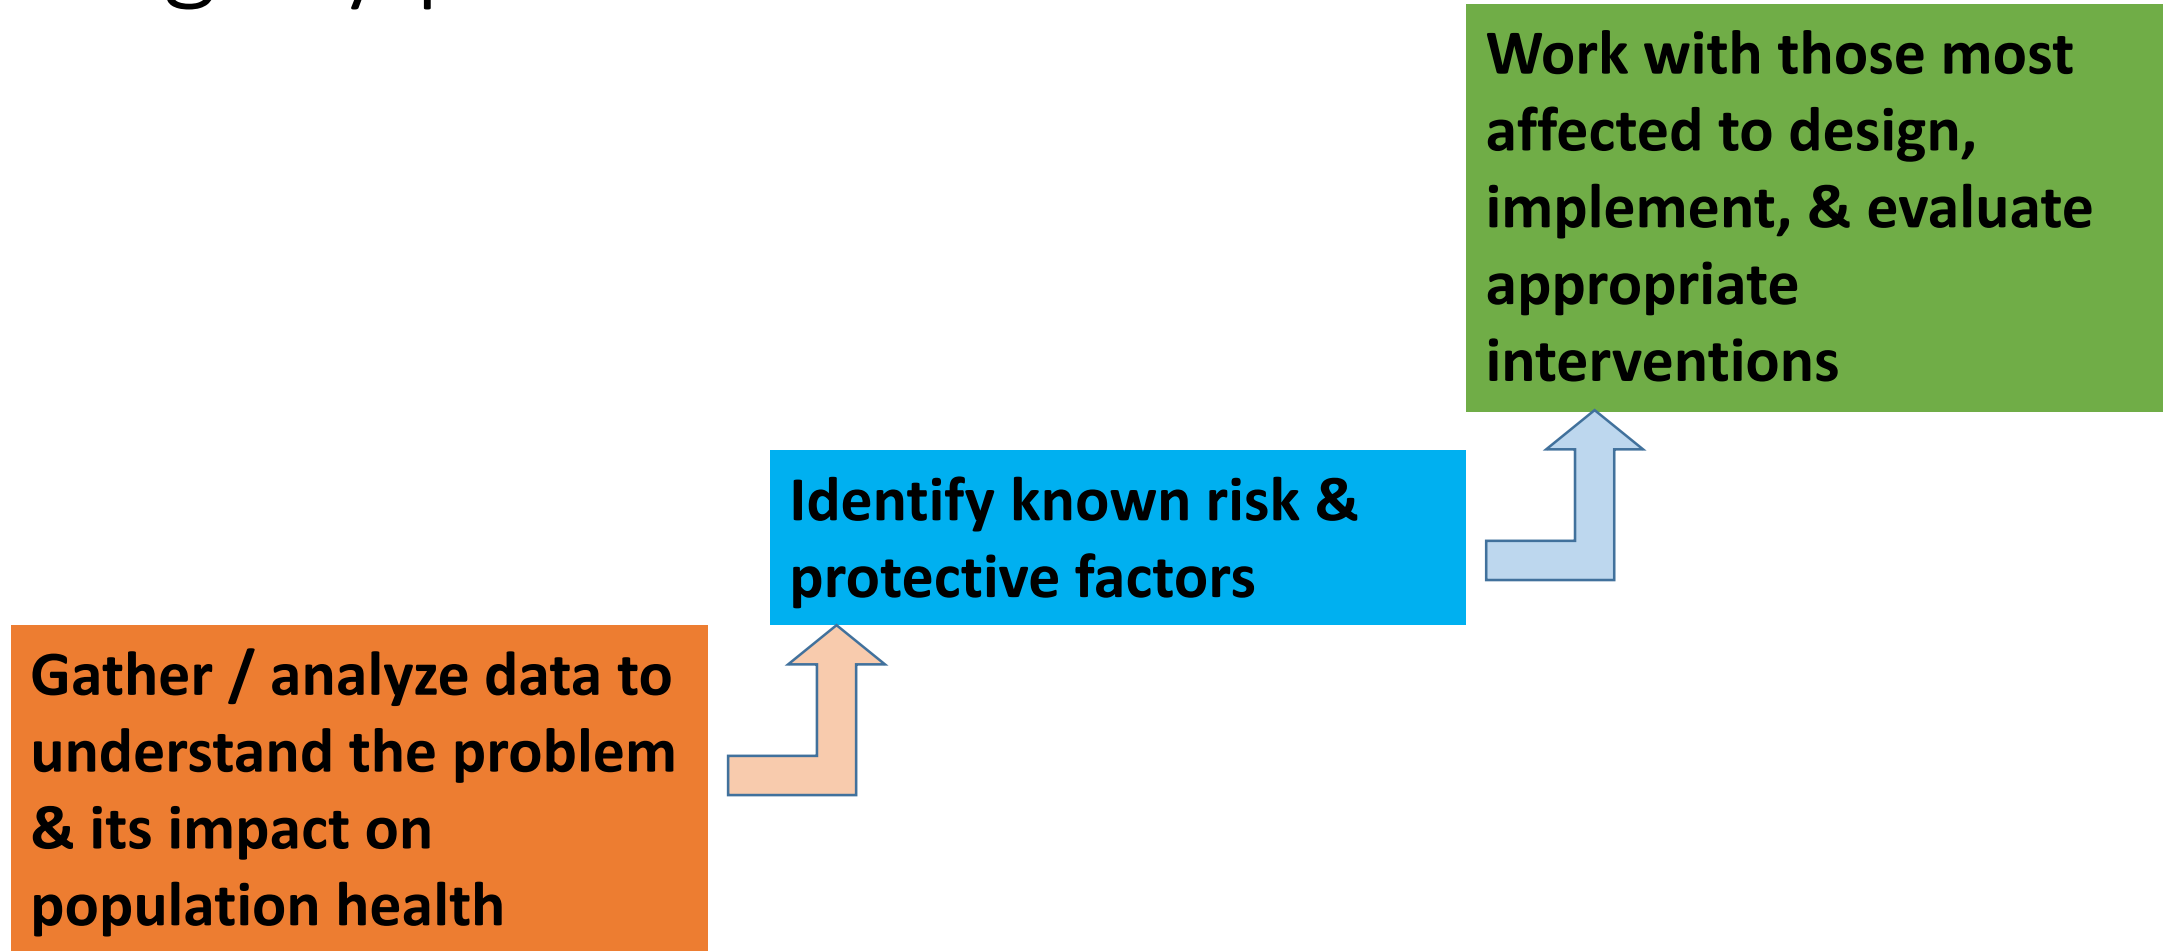 Work with those most
affected to design,
implement, & evaluate
appropriate
interventions
Identify known risk &
protective factors
Gather / analyze data to
understand the problem
& its impact on
population health